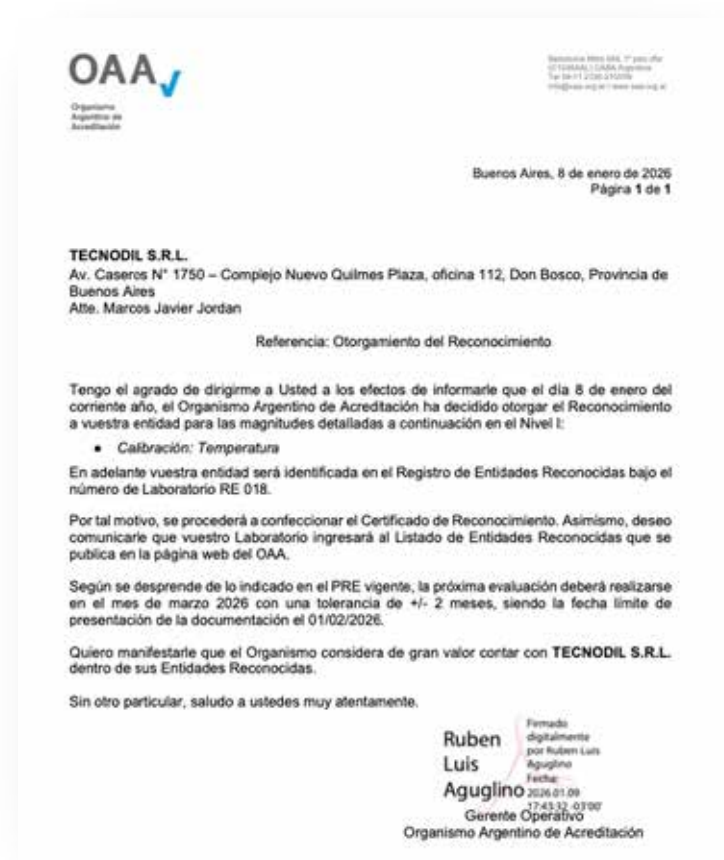 OAA
Organismo
Argentino de
Acreditación
Buenos Aires, 8 de enero de 2026
Página 1 de 1
TECNODIL S.R.L.
Av. Caseros N° 1750 – Complejo Nuevo Quilmes Plaza, oficina 112, Don Bosco, Provincia de
Buenos Aires
Atte. Marcos Javier Jordan
Referencia: Otorgamiento del Reconocimiento
Tengo el agrado de dirigirme a Usted a los efectos de informarle que el día 8 de enero del
corriente año, el Organismo Argentino de Acreditación ha decidido otorgar el Reconocimiento
a vuestra entidad para las magnitudes detalladas a continuación en el Nivel I:
• Calibración: Temperatura
En adelante vuestra entidad será identificada en el Registro de Entidades Reconocidas bajo el
número de Laboratorio RE 018.
Por tal motivo, se procederá a confeccionar el Certificado de Reconocimiento. Asimismo, deseo
comunicarle que vuestro Laboratorio ingresará al Listado de Entidades Reconocidas que se
publica en la página web del OAA.
Según se desprende de lo indicado en el PRE vigente, la próxima evaluación deberá realizarse
en el mes de marzo 2026 con una tolerancia de +/- 2 meses, siendo la fecha límite de
presentación de la documentación el 01/02/2026.
Quiero manifestarle que el Organismo considera de gran valor contar con TECNODIL S.R.L.
dentro de sus Entidades Reconocidas.
Sin otro particular, saludo a ustedes muy atentamente.
Ruben
Luis
Aguglino
Firmado
digitalmente
por Ruben Luis
Aguglino
Fecha:
2026.01.09
17:43:32 -03'00'
Gerente Operativo
Organismo Argentino de Acreditación